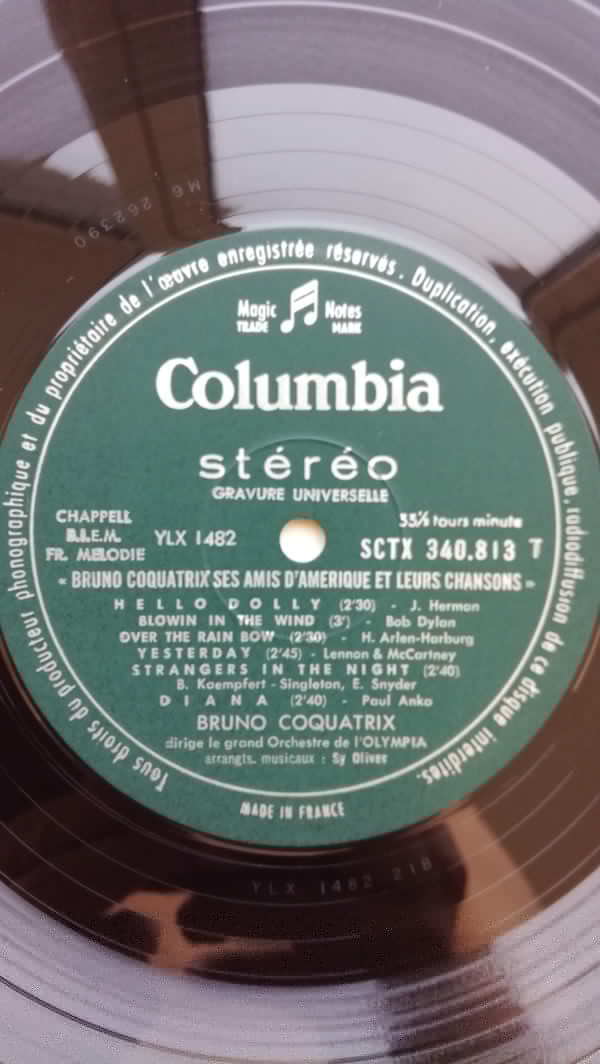 M6 262390
Tous droits du producteur phonographique et du propriétaire de l'œuvre enregistrée réservés. Duplication, exécution publique, radiodiffusion de ce disque interdites.
Magic Notes
TRADE MARK
Columbia
stéréo
GRAVURE UNIVERSELLE
CHAPPELL
B.I.E.M.
FR. MELODIE
YLX 1482
33⅓ tours minute
SCTX 340.813 T
« BRUNO COQUATRIX SES AMIS D'AMERIQUE ET LEURS CHANSONS »
HELLO DOLLY (2'30) - J. Herman
BLOWIN IN THE WIND (3') - Bob Dylan
OVER THE RAIN BOW (2'30) - H. Arlen-Harburg
YESTERDAY (2'45) - Lennon & McCartney
STRANGERS IN THE NIGHT (2'40)
B. Kaempfert - Singleton, E. Snyder
DIANA (2'40) - Paul Anka
BRUNO COQUATRIX
dirige le grand Orchestre de l'OLYMPIA
arrangts. musicaux : Sy Oliver
MADE IN FRANCE
YLX 1482 21B